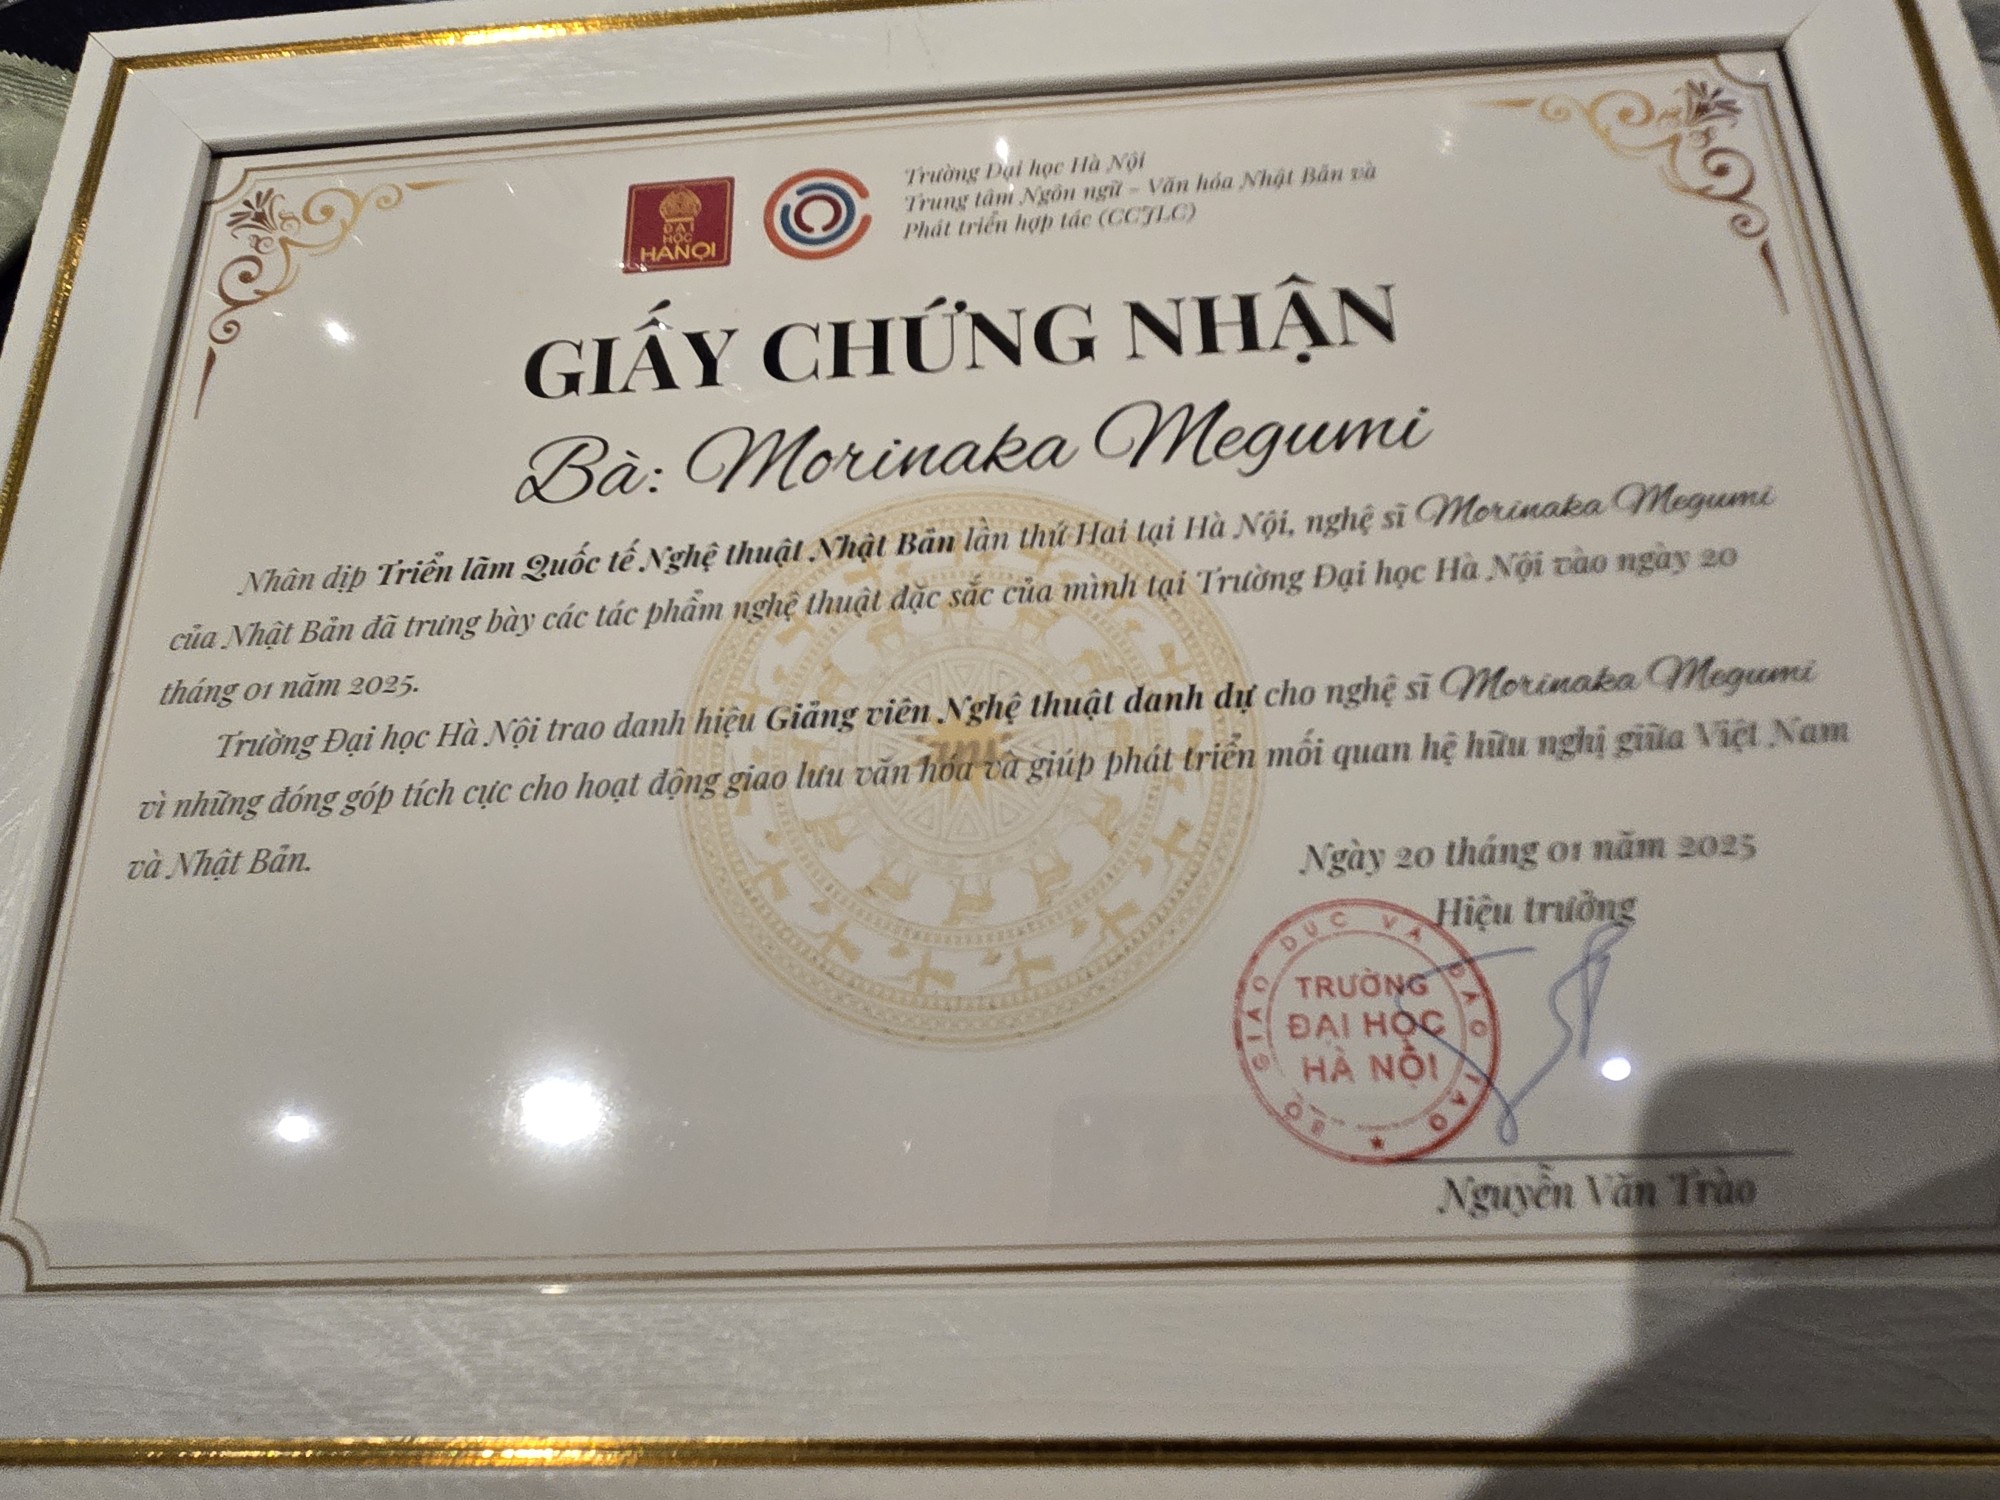 ĐẠI
HỌC
HANOI
Trường Đại học Hà Nội
Trung tâm Ngôn ngữ - Văn hóa Nhật Bản và
Phát triển hợp tác (CCJLC)
GIẤY CHỨNG NHẬN
Bà: Morinaka Megumi
Nhân dịp Triển lãm Quốc tế Nghệ thuật Nhật Bản lần thứ Hai tại Hà Nội, nghệ sĩ Morinaka Megumi
của Nhật Bản đã trưng bày các tác phẩm nghệ thuật đặc sắc của mình tại Trường Đại học Hà Nội vào ngày 20
tháng 01 năm 2025.
Trường Đại học Hà Nội trao danh hiệu Giảng viên Nghệ thuật danh dự cho nghệ sĩ Morinaka Megumi
vì những đóng góp tích cực cho hoạt động giao lưu văn hóa và giúp phát triển mối quan hệ hữu nghị giữa Việt Nam
và Nhật Bản.
Ngày 20 tháng 01 năm 2025
Hiệu trưởng
BỘ GIÁO DỤC VÀ ĐÀO TẠO
TRƯỜNG
ĐẠI HỌC
HÀ NỘI
Nguyễn Văn Trào